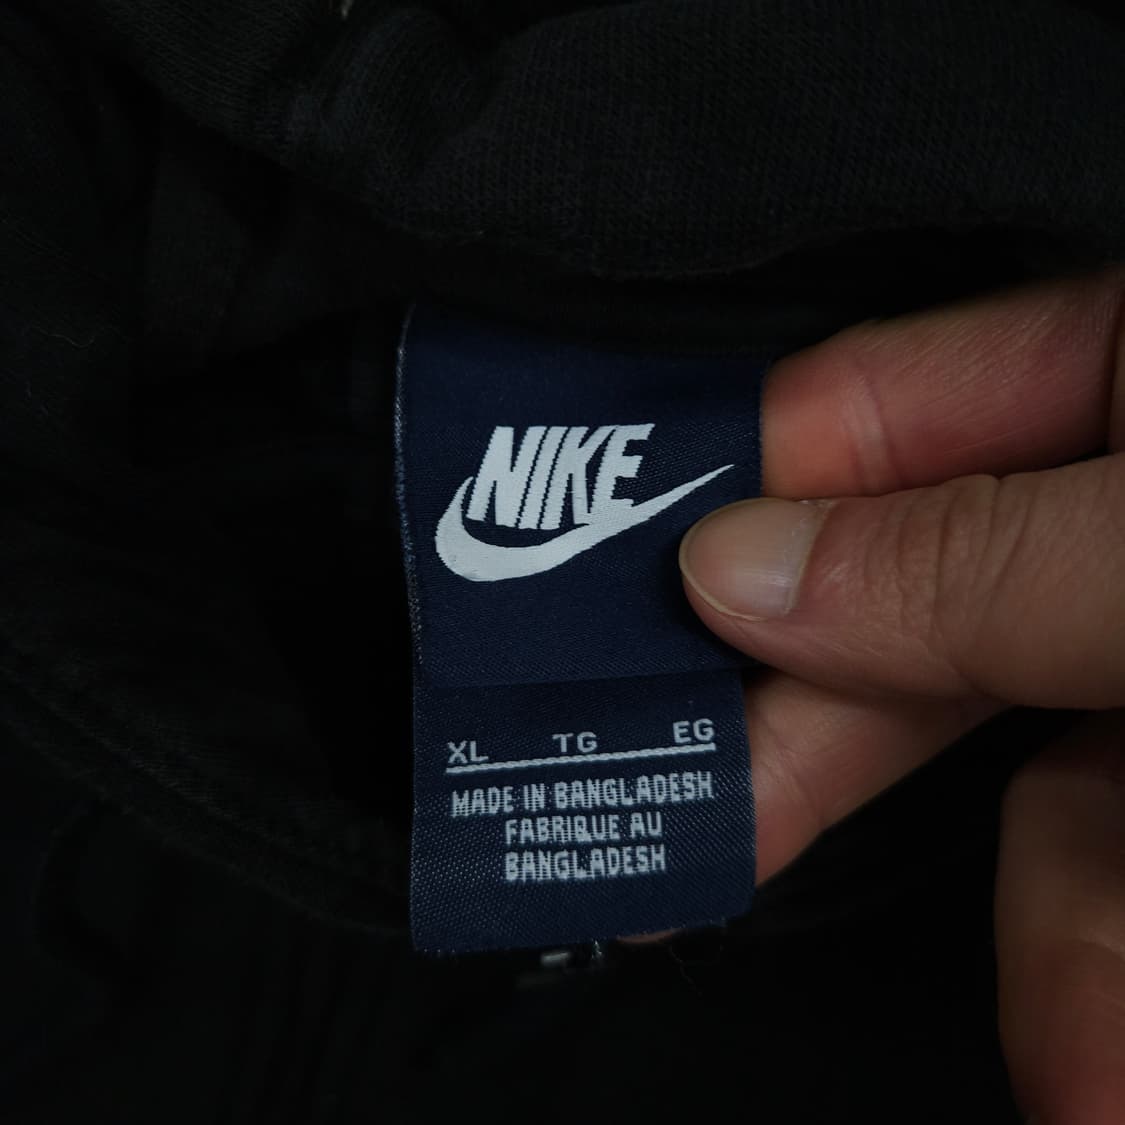 NIKE
XL TG EG
MADE IN BANGLADESH
FABRIQUE AU
BANGLADESH